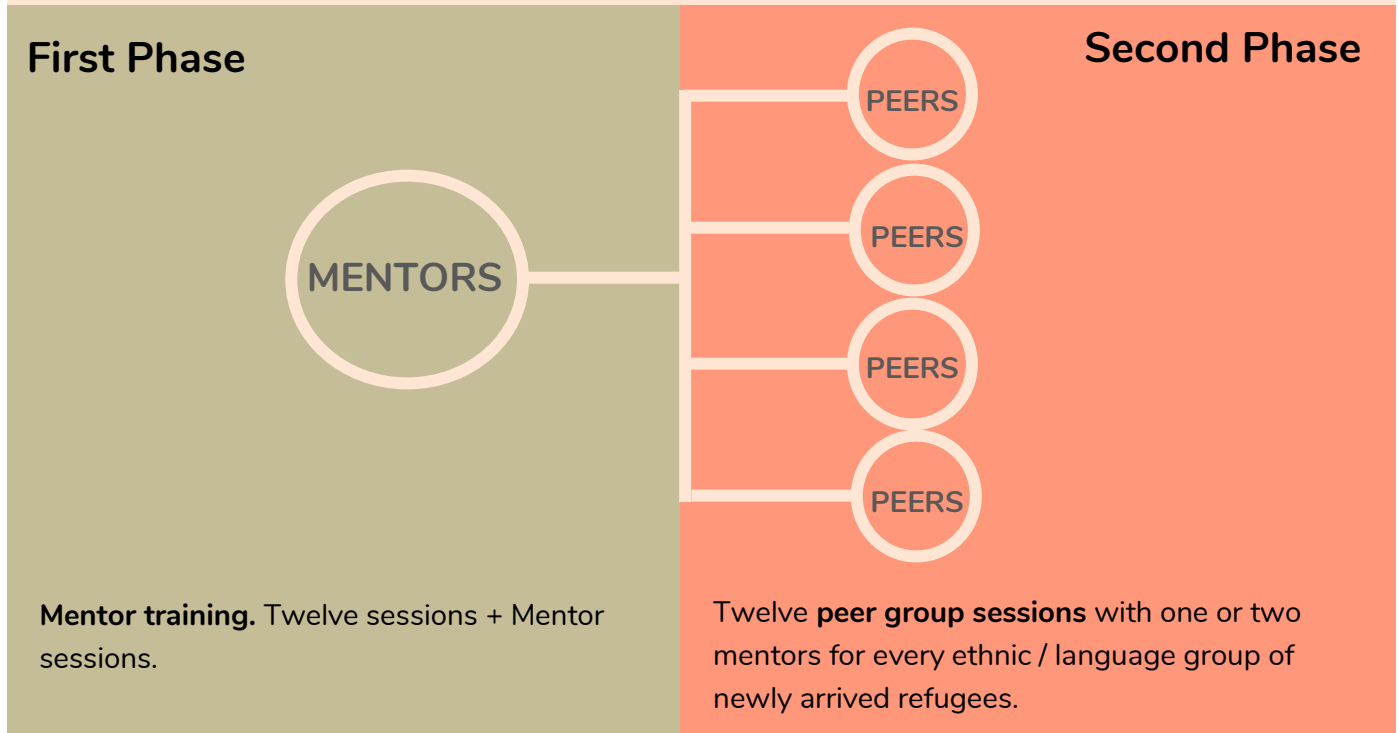 First Phase
MENTORS
Mentor training. Twelve sessions + Mentor
sessions.
Second Phase
PEERS
PEERS
PEERS
PEERS
Twelve peer group sessions with one or two
mentors for every ethnic / language group of
newly arrived refugees.